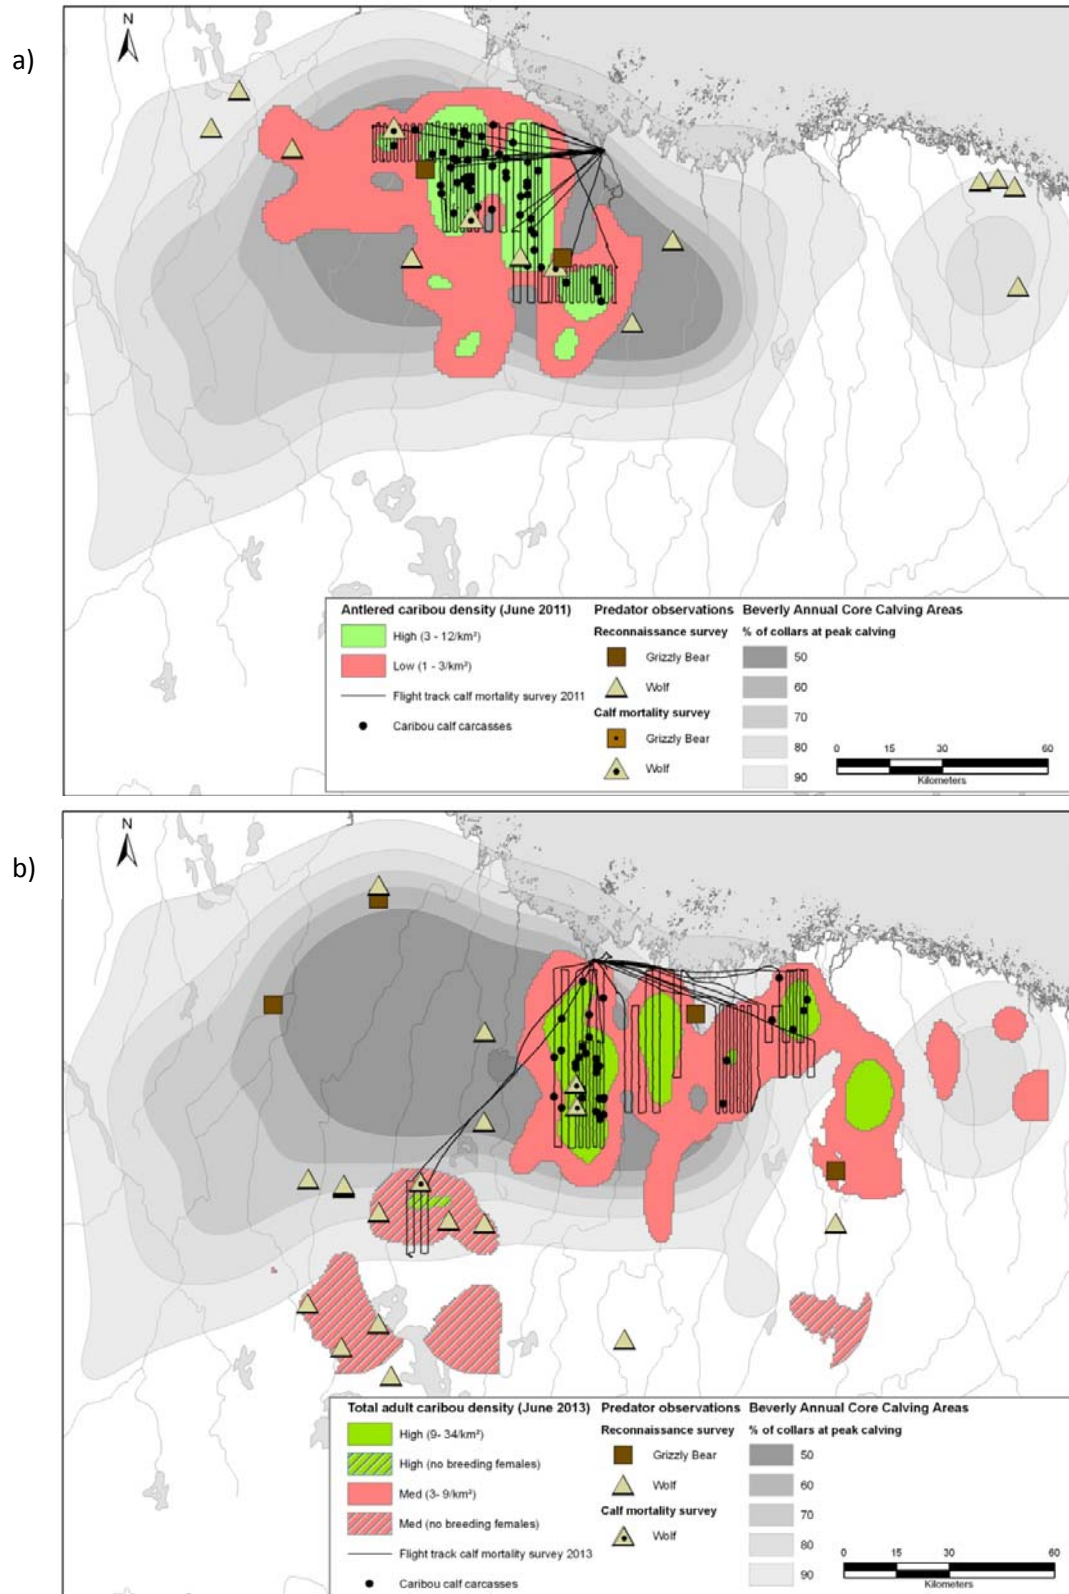 a)
N
Antlered caribou density (June 2011)
High (3 - 12/km²)
Low (1 - 3/km²)
Flight track calf mortality survey 2011
Caribou calf carcasses
Predator observations
Reconnaissance survey
Grizzly Bear
Wolf
Calf mortality survey
Grizzly Bear
Wolf
Beverly Annual Core Calving Areas
% of collars at peak calving
50
60
70
80
90
0 15 30 60
Kilometers
b)
N
Total adult caribou density (June 2013)
High (9- 34/km²)
High (no breeding females)
Med (3- 9/km²)
Med (no breeding females)
Flight track calf mortality survey 2013
Caribou calf carcasses
Predator observations
Reconnaissance survey
Grizzly Bear
Wolf
Calf mortality survey
Wolf
Beverly Annual Core Calving Areas
% of collars at peak calving
50
60
70
80
90
0 15 30 60
Kilometers